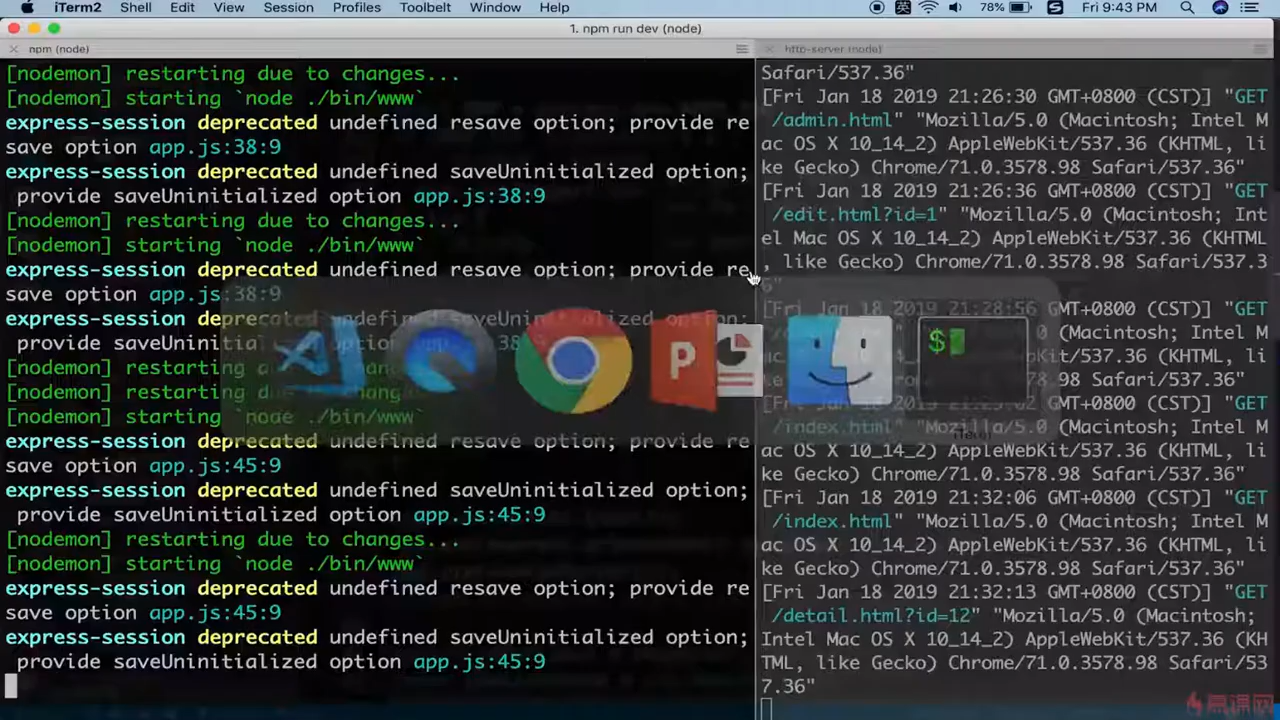 iTerm2 Shell Edit View Session Profiles Toolbelt Window Help 英 78% S Fri 9:43 PM
1. npm run dev (node)
npm (node)
[nodemon] restarting due to changes...
[nodemon] starting `node ./bin/www`
express-session deprecated undefined resave option; provide re
save option app.js:38:9
express-session deprecated undefined saveUninitialized option;
 provide saveUninitialized option app.js:38:9
[nodemon] restarting due to changes...
[nodemon] starting `node ./bin/www`
express-session deprecated undefined resave option; provide re
save option app.js:38:9
express-session deprecated undefined saveUninitialized option;
 provide saveUninitialized option app.js:38:9
[nodemon] restarting due to changes...
[nodemon] restarting due to changes...
[nodemon] starting `node ./bin/www`
express-session deprecated undefined resave option; provide re
save option app.js:45:9
express-session deprecated undefined saveUninitialized option;
 provide saveUninitialized option app.js:45:9
[nodemon] restarting due to changes...
[nodemon] starting `node ./bin/www`
express-session deprecated undefined resave option; provide re
save option app.js:45:9
express-session deprecated undefined saveUninitialized option;
 provide saveUninitialized option app.js:45:9
http-server (node)
Safari/537.36"
[Fri Jan 18 2019 21:26:30 GMT+0800 (CST)] "GET
 /admin.html" "Mozilla/5.0 (Macintosh; Intel M
ac OS X 10_14_2) AppleWebKit/537.36 (KHTML, li
ke Gecko) Chrome/71.0.3578.98 Safari/537.36"
[Fri Jan 18 2019 21:26:36 GMT+0800 (CST)] "GET
 /edit.html?id=1" "Mozilla/5.0 (Macintosh; Int
el Mac OS X 10_14_2) AppleWebKit/537.36 (KHTML
, like Gecko) Chrome/71.0.3578.98 Safari/537.3
6"
[Fri Jan 18 2019 21:28:56 GMT+0800 (CST)] "GET
(Macintosh; Intel M
537.36 (KHTML, li
98 Safari/537.36"
GMT+0800 (CST)] "GET
 /index.html" "Mozilla/5.0 (Macintosh; Intel M
ac OS X 10_14_2) AppleWebKit/537.36 (KHTML, li
ke Gecko) Chrome/71.0.3578.98 Safari/537.36"
[Fri Jan 18 2019 21:32:06 GMT+0800 (CST)] "GET
 /index.html" "Mozilla/5.0 (Macintosh; Intel M
ac OS X 10_14_2) AppleWebKit/537.36 (KHTML, li
ke Gecko) Chrome/71.0.3578.98 Safari/537.36"
[Fri Jan 18 2019 21:32:13 GMT+0800 (CST)] "GET
 /detail.html?id=12" "Mozilla/5.0 (Macintosh;
Intel Mac OS X 10_14_2) AppleWebKit/537.36 (KH
TML, like Gecko) Chrome/71.0.3578.98 Safari/53
7.36"
P
$
iTerm
慕课网